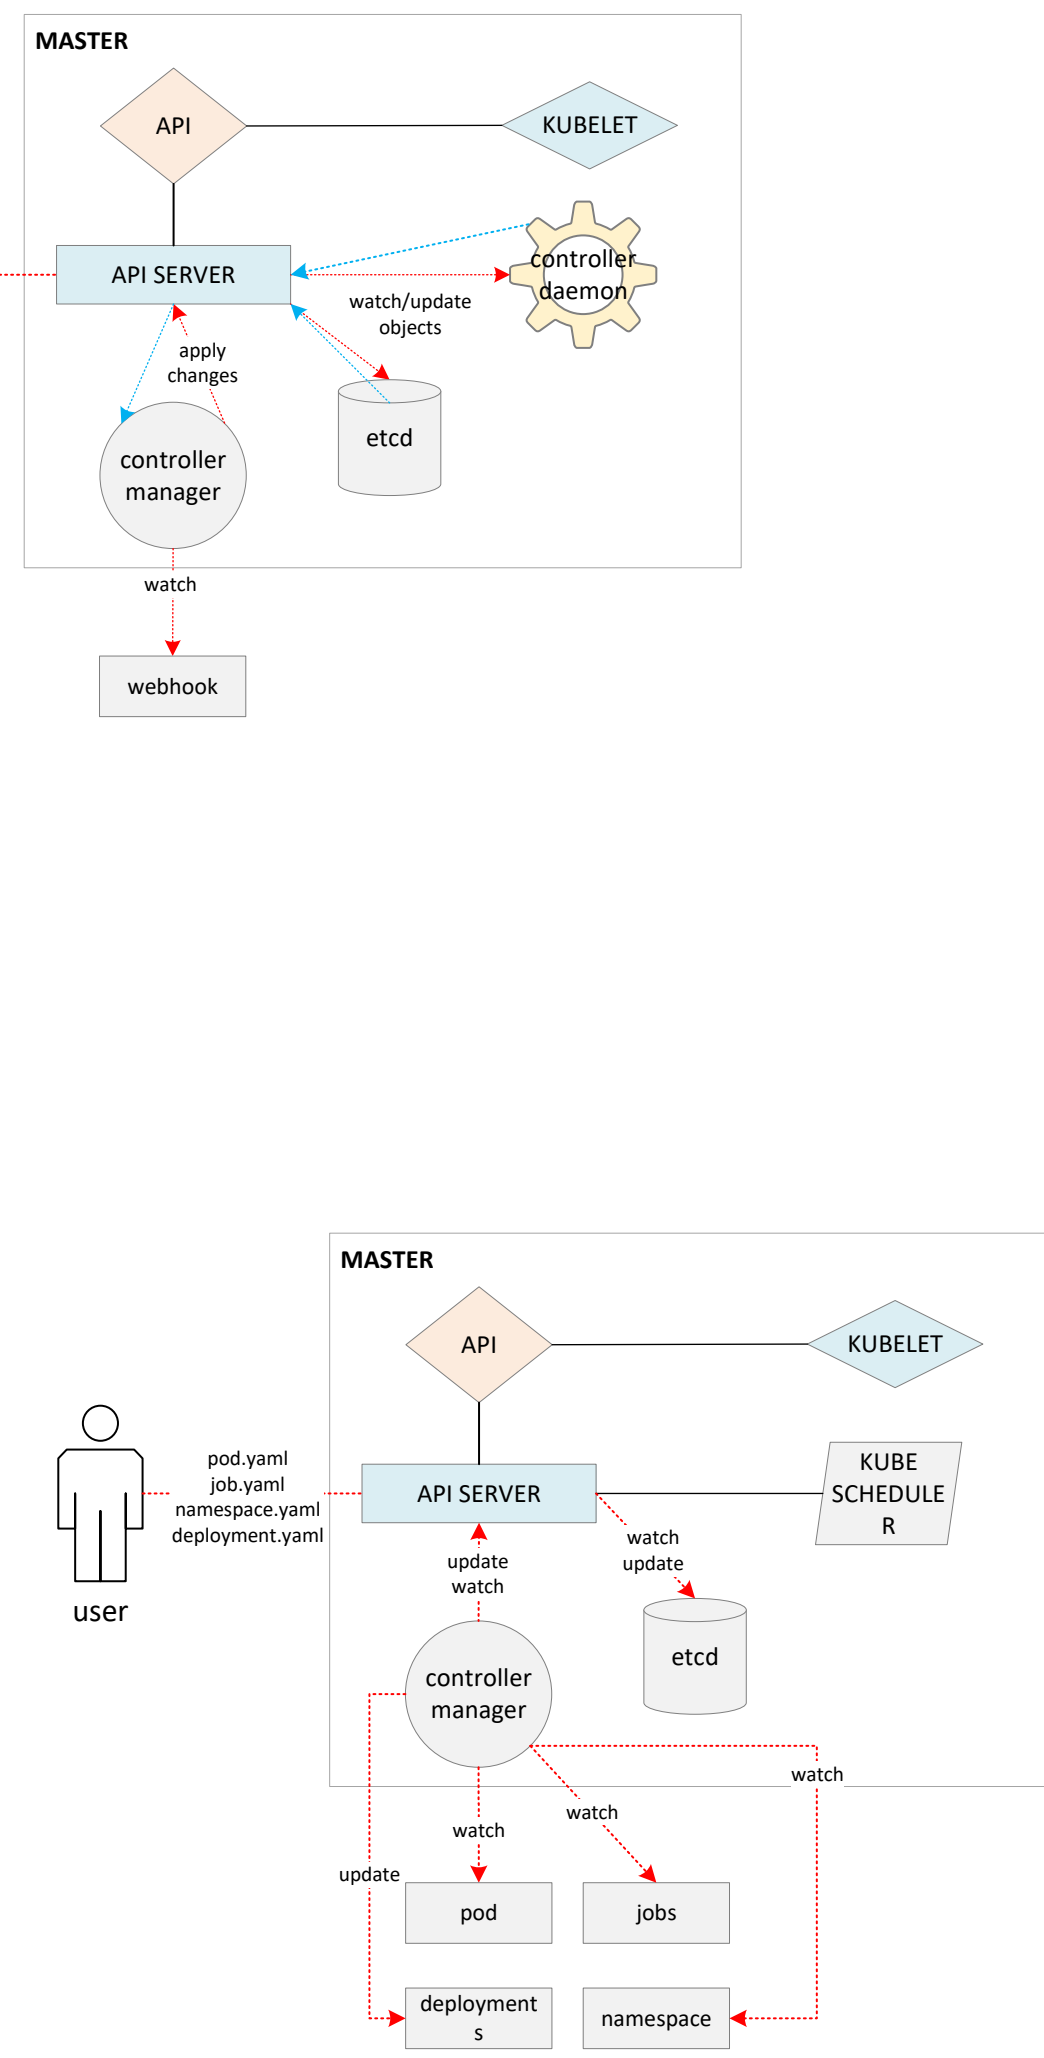 MASTER
API
KUBELET
API SERVER
controller
daemon
watch/update
objects
apply
changes
etcd
controller
manager
watch
webhook
MASTER
API
KUBELET
pod.yaml
job.yaml
namespace.yaml
deployment.yaml
user
API SERVER
KUBE
SCHEDULE
R
update
watch
watch
update
etcd
controller
manager
watch
watch
watch
update
pod
jobs
deployment
s
namespace